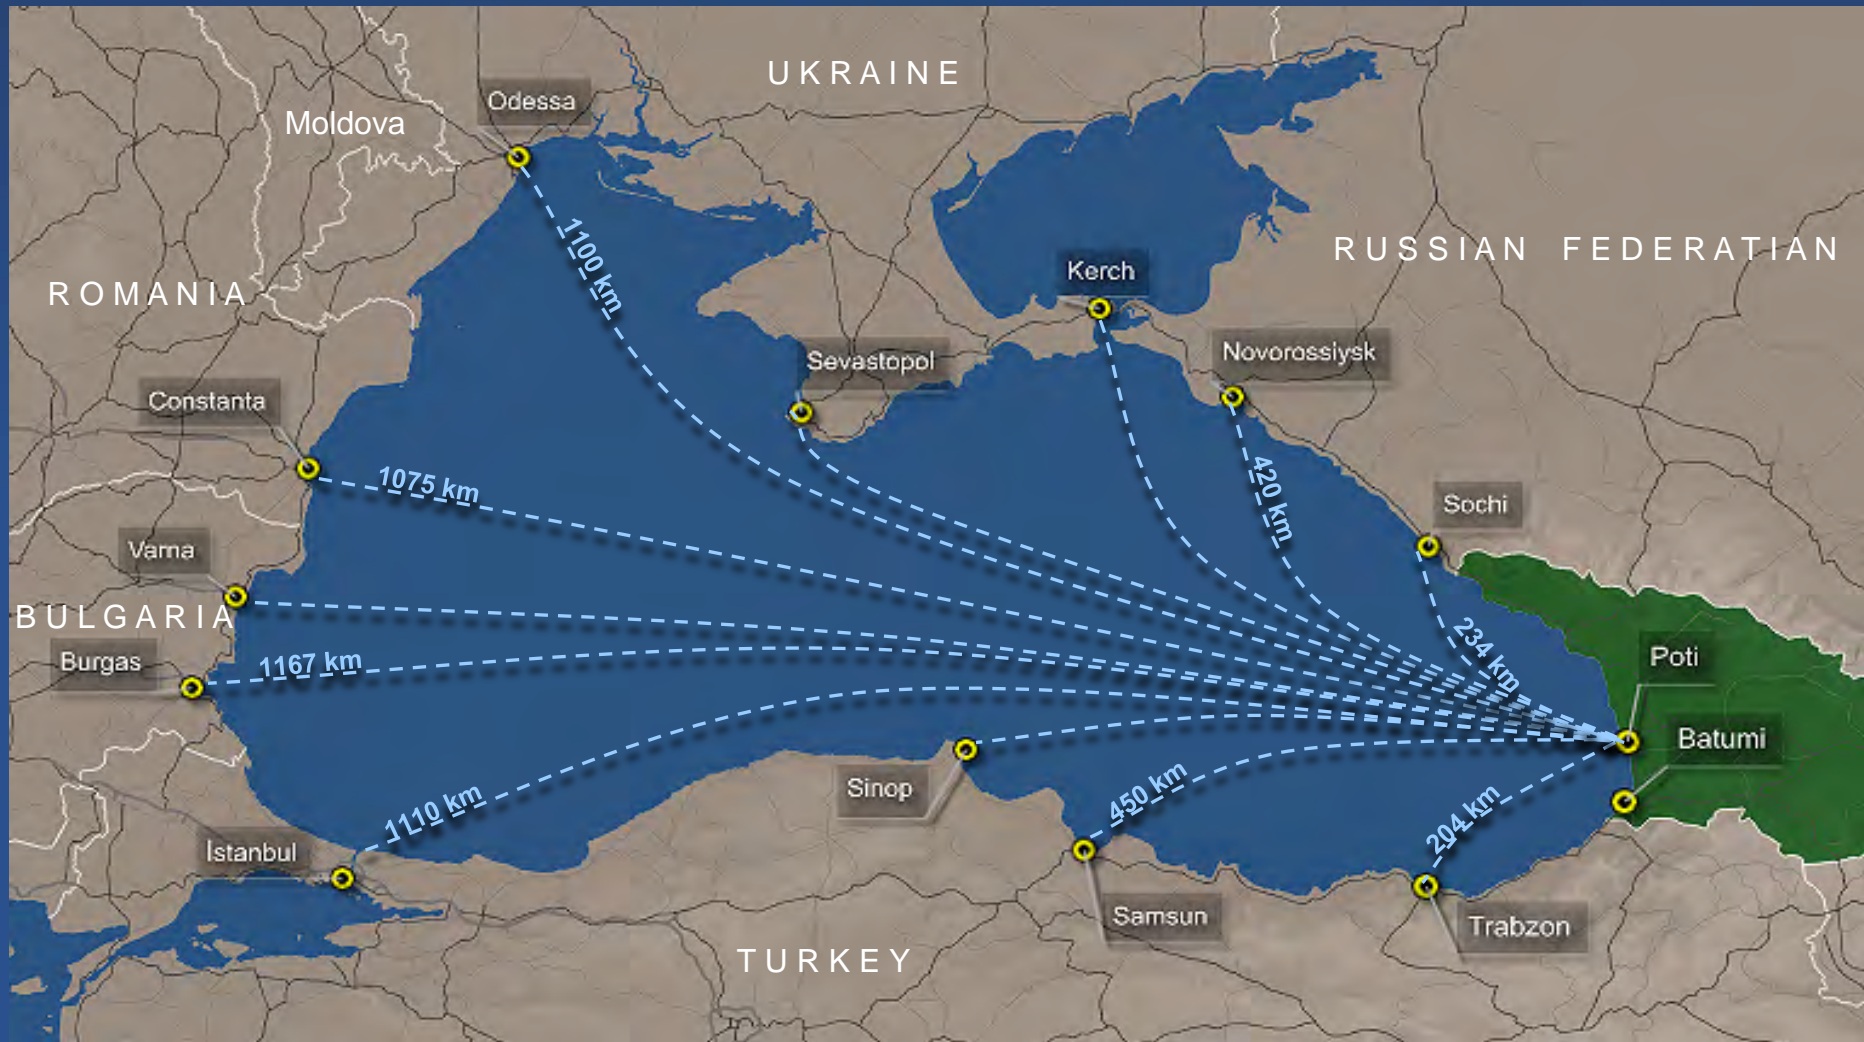 UKRAINE
Odessa
Moldova
1100 km
RUSSIAN FEDERATIAN
Kerch
ROMANIA
Novorossiysk
Sevastopol
Constanta
1075 km
420 km
Sochi
Varna
BULGARIA
234 km
Poti
Burgas
1167 km
Batumi
Sinop
450 km
1110 km
204 km
İstanbul
Samsun
Trabzon
TURKEY